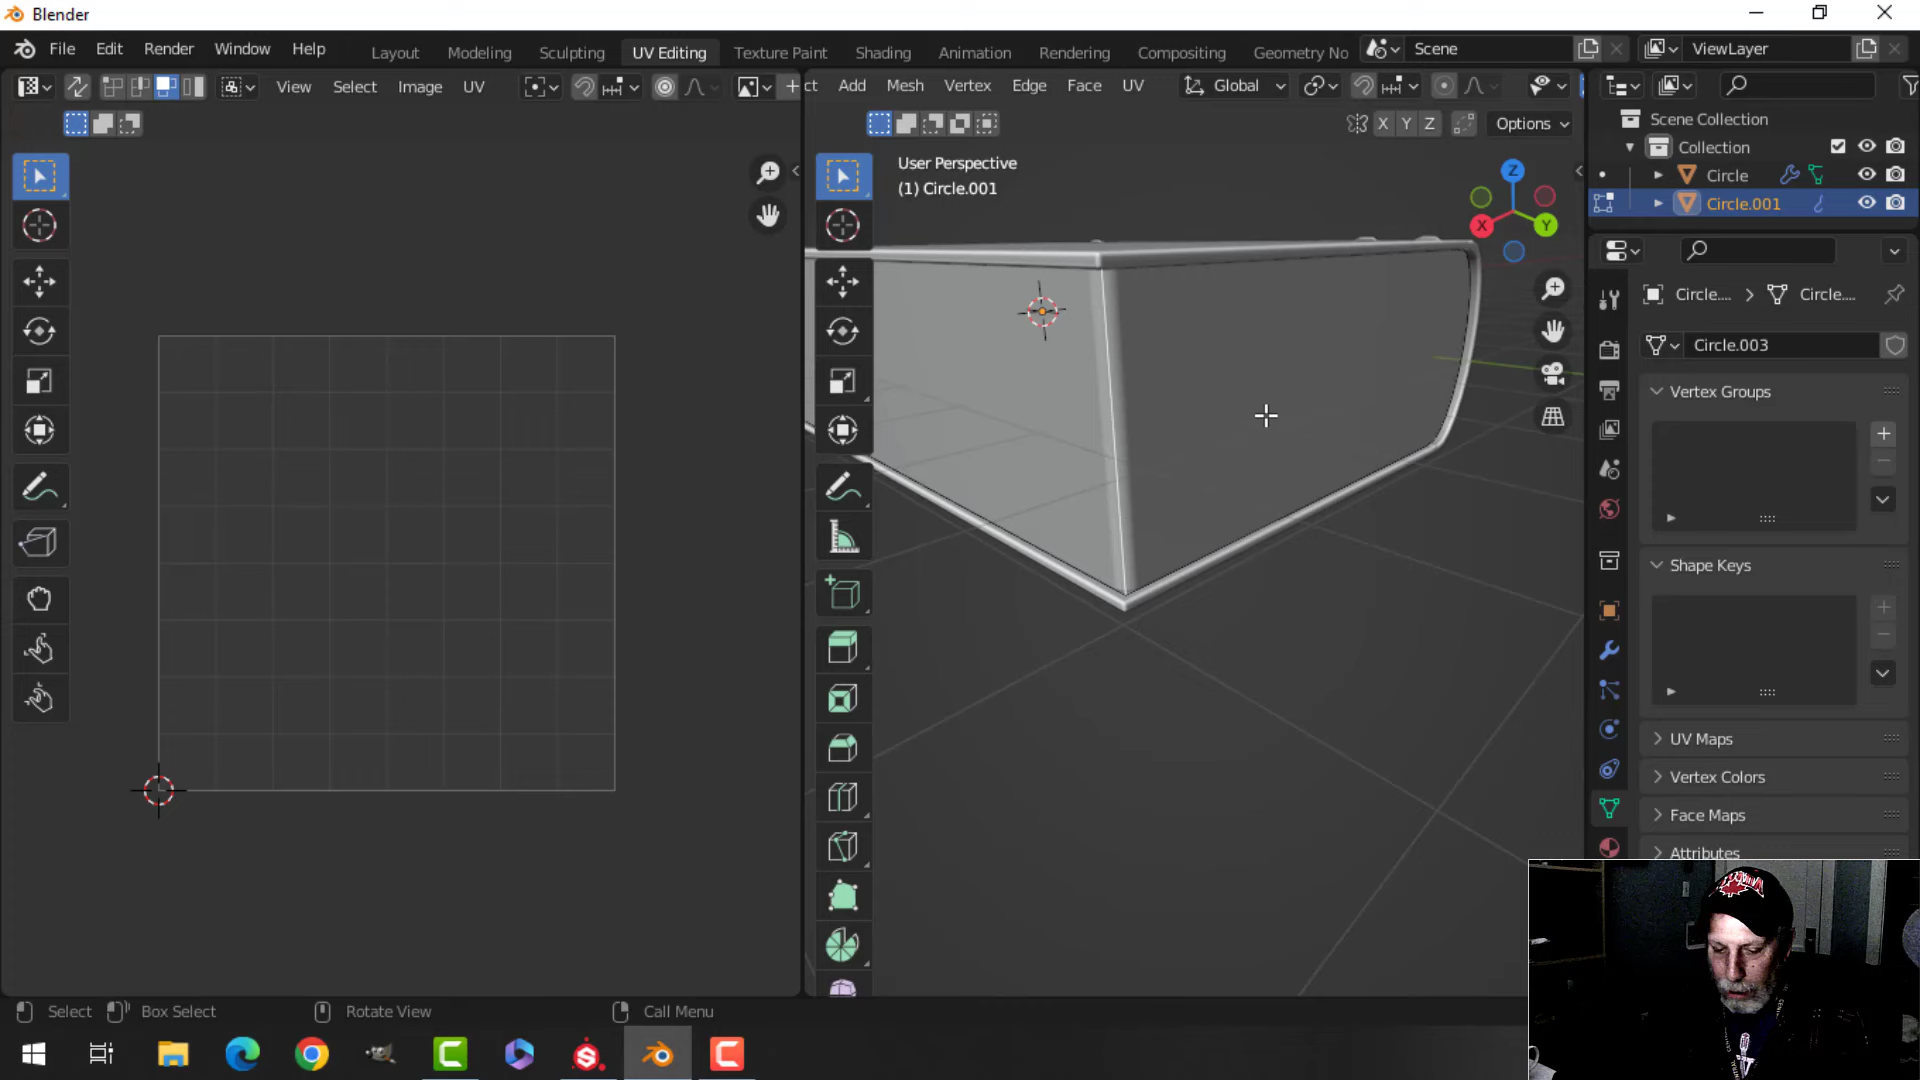 Blender
File Edit Render Window Help Layout Modeling Sculpting UV Editing Texture Paint Shading Animation Rendering Compositing Geometry No Scene ViewLayer
View Select Image UV ct Add Mesh Vertex Edge Face UV Global
X Y Z Options
Scene Collection
Collection
Circle
Circle.001
User Perspective
(1) Circle.001
Z
X Y
Circle.... Circle....
Circle.003
Vertex Groups
Shape Keys
UV Maps
Vertex Colors
Face Maps
Attributes
Select Box Select Rotate View Call Menu